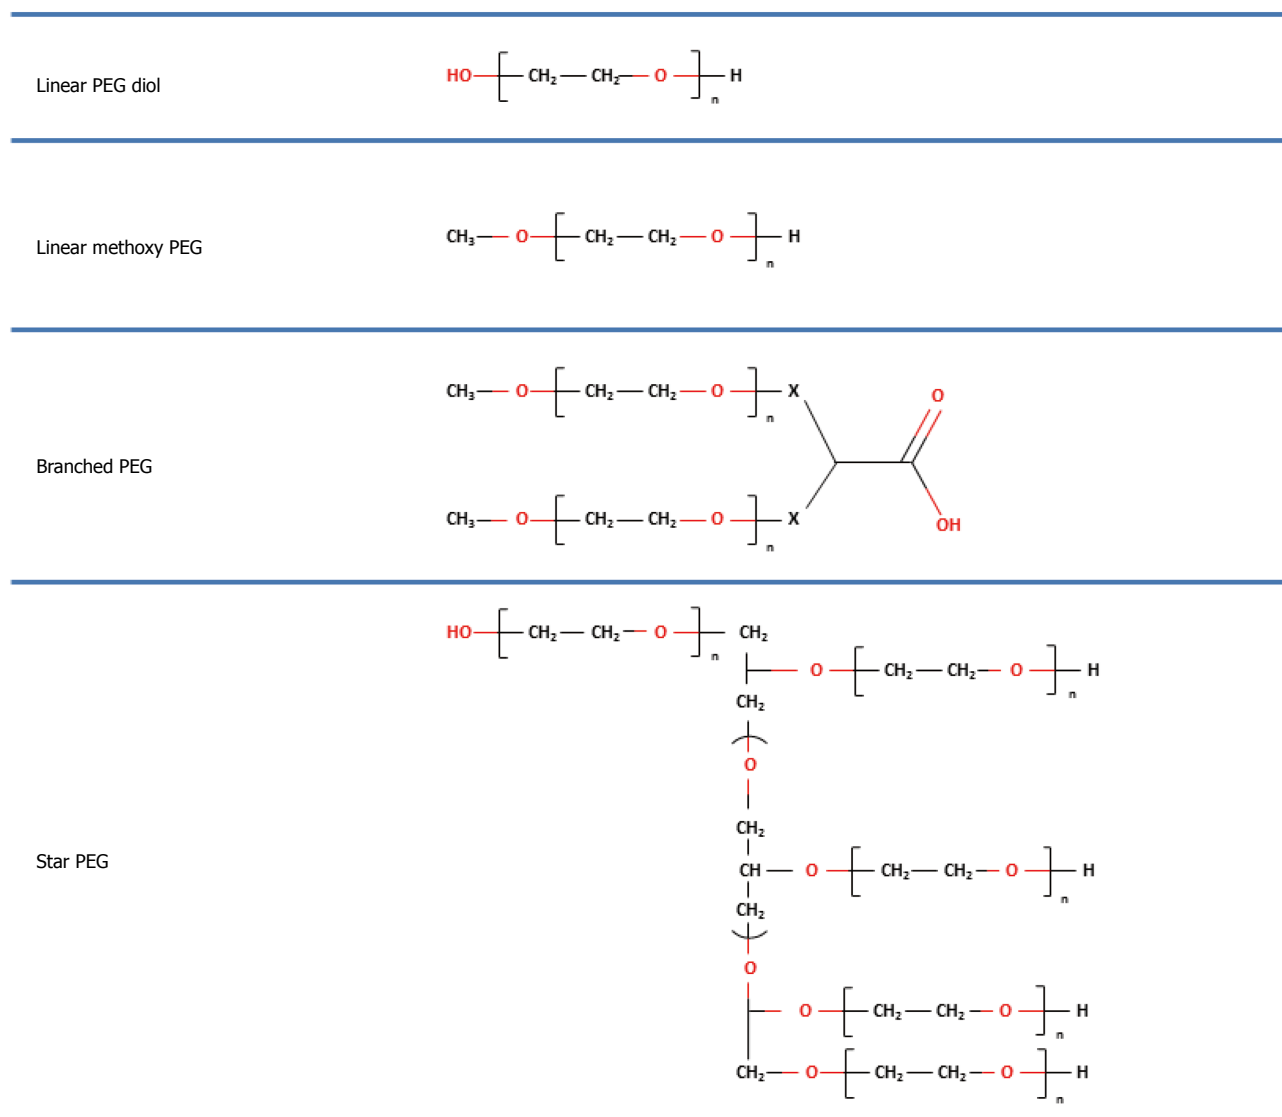 Linear PEG diol
HO CH₂ CH₂ O H
n
Linear methoxy PEG
CH₃ O CH₂ CH₂ O H
n
CH₃ O CH₂ CH₂ O X
n
O
Branched PEG
CH₃ O CH₂ CH₂ O X
n
OH
HO CH₂ CH₂ O CH₂
n
O CH₂ CH₂ O H
n
CH₂
O
CH₂
Star PEG
CH O CH₂ CH₂ O H
n
CH₂
O
O CH₂ CH₂ O H
n
CH₂ O CH₂ CH₂ O H
n